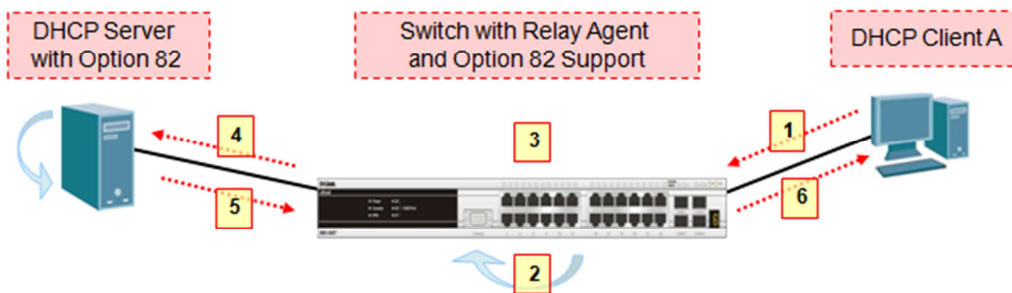 DHCP Server
with Option 82
Switch with Relay Agent
and Option 82 Support
DHCP Client A
4
3
1
5
6
2